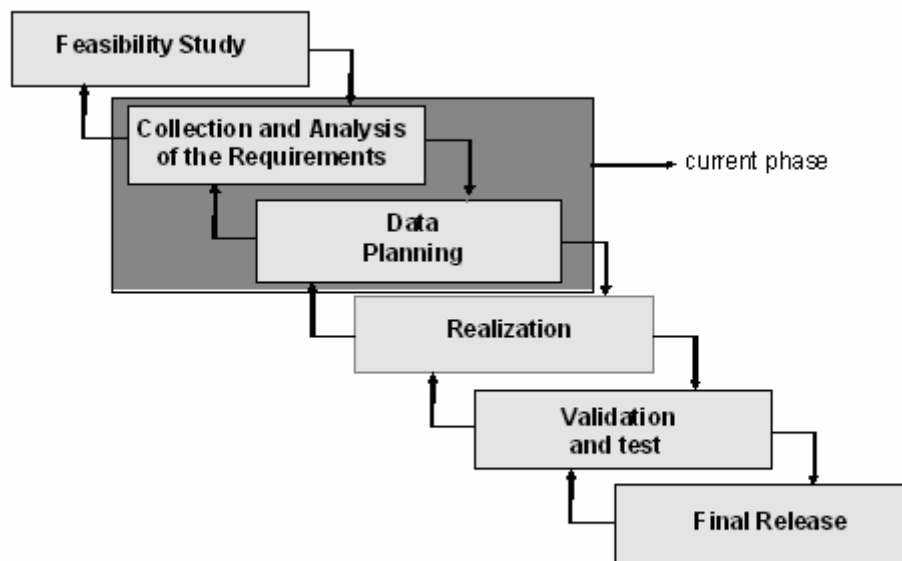 Feasibility Study
Collection and Analysis
of the Requirements
current phase
Data
Planning
Realization
Validation
and test
Final Release